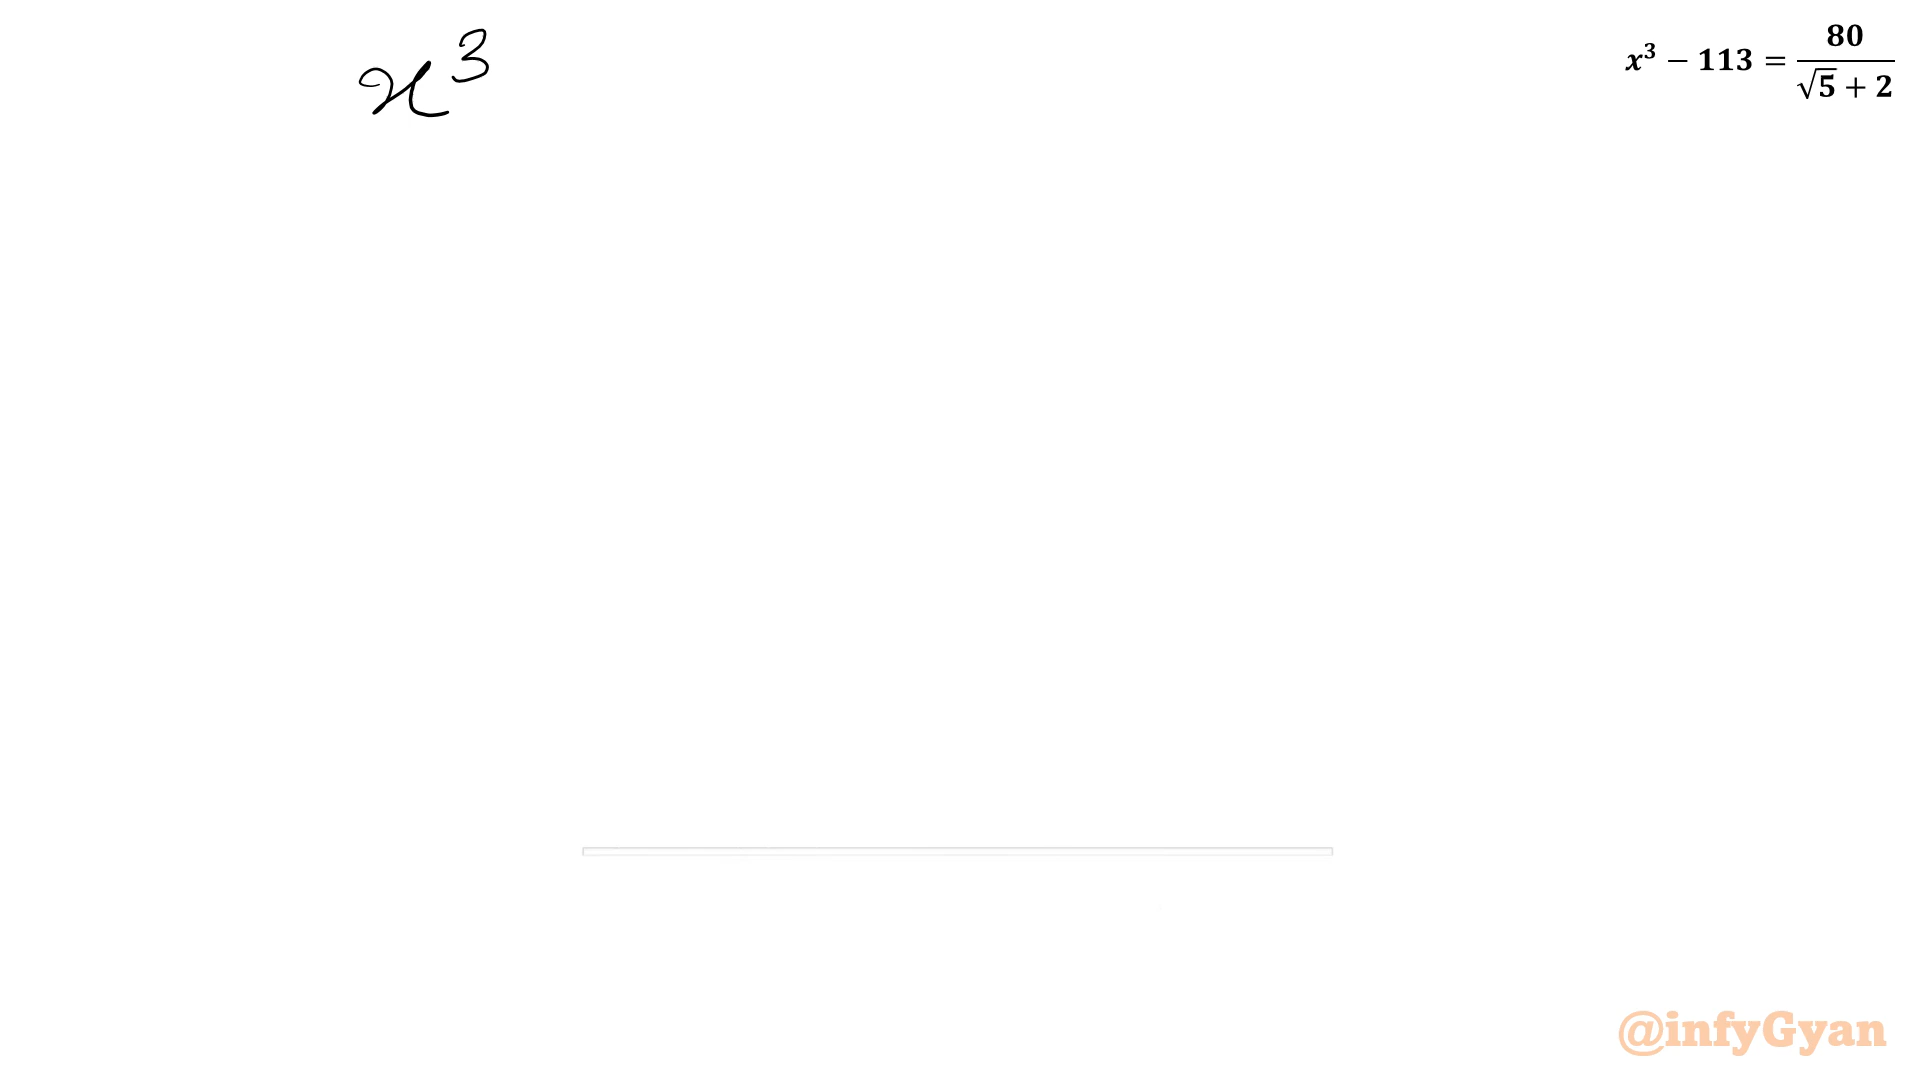 x³
x³ − 113 = 80 / (√5 + 2)
@infyGyan